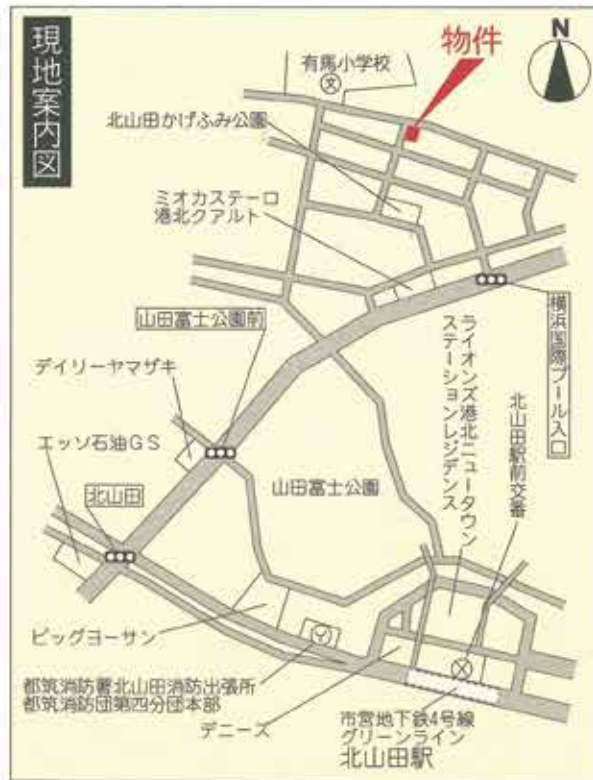 現地案内図
物件
N
有馬小学校
文
北山田かげふみ公園
ミオカステーロ
港北クアルト
山田富士公園前
横浜国際プール入口
デイリーヤマザキ
ライオンズ港北ニュータウン
ステーションレジデンス
北山田駅前交番
エッソ石油GS
山田富士公園
北山田
ビッグヨーサン
都筑消防署北山田消防出張所
都筑消防団第四分団本部
デニーズ
市営地下鉄4号線
グリーンライン
北山田駅